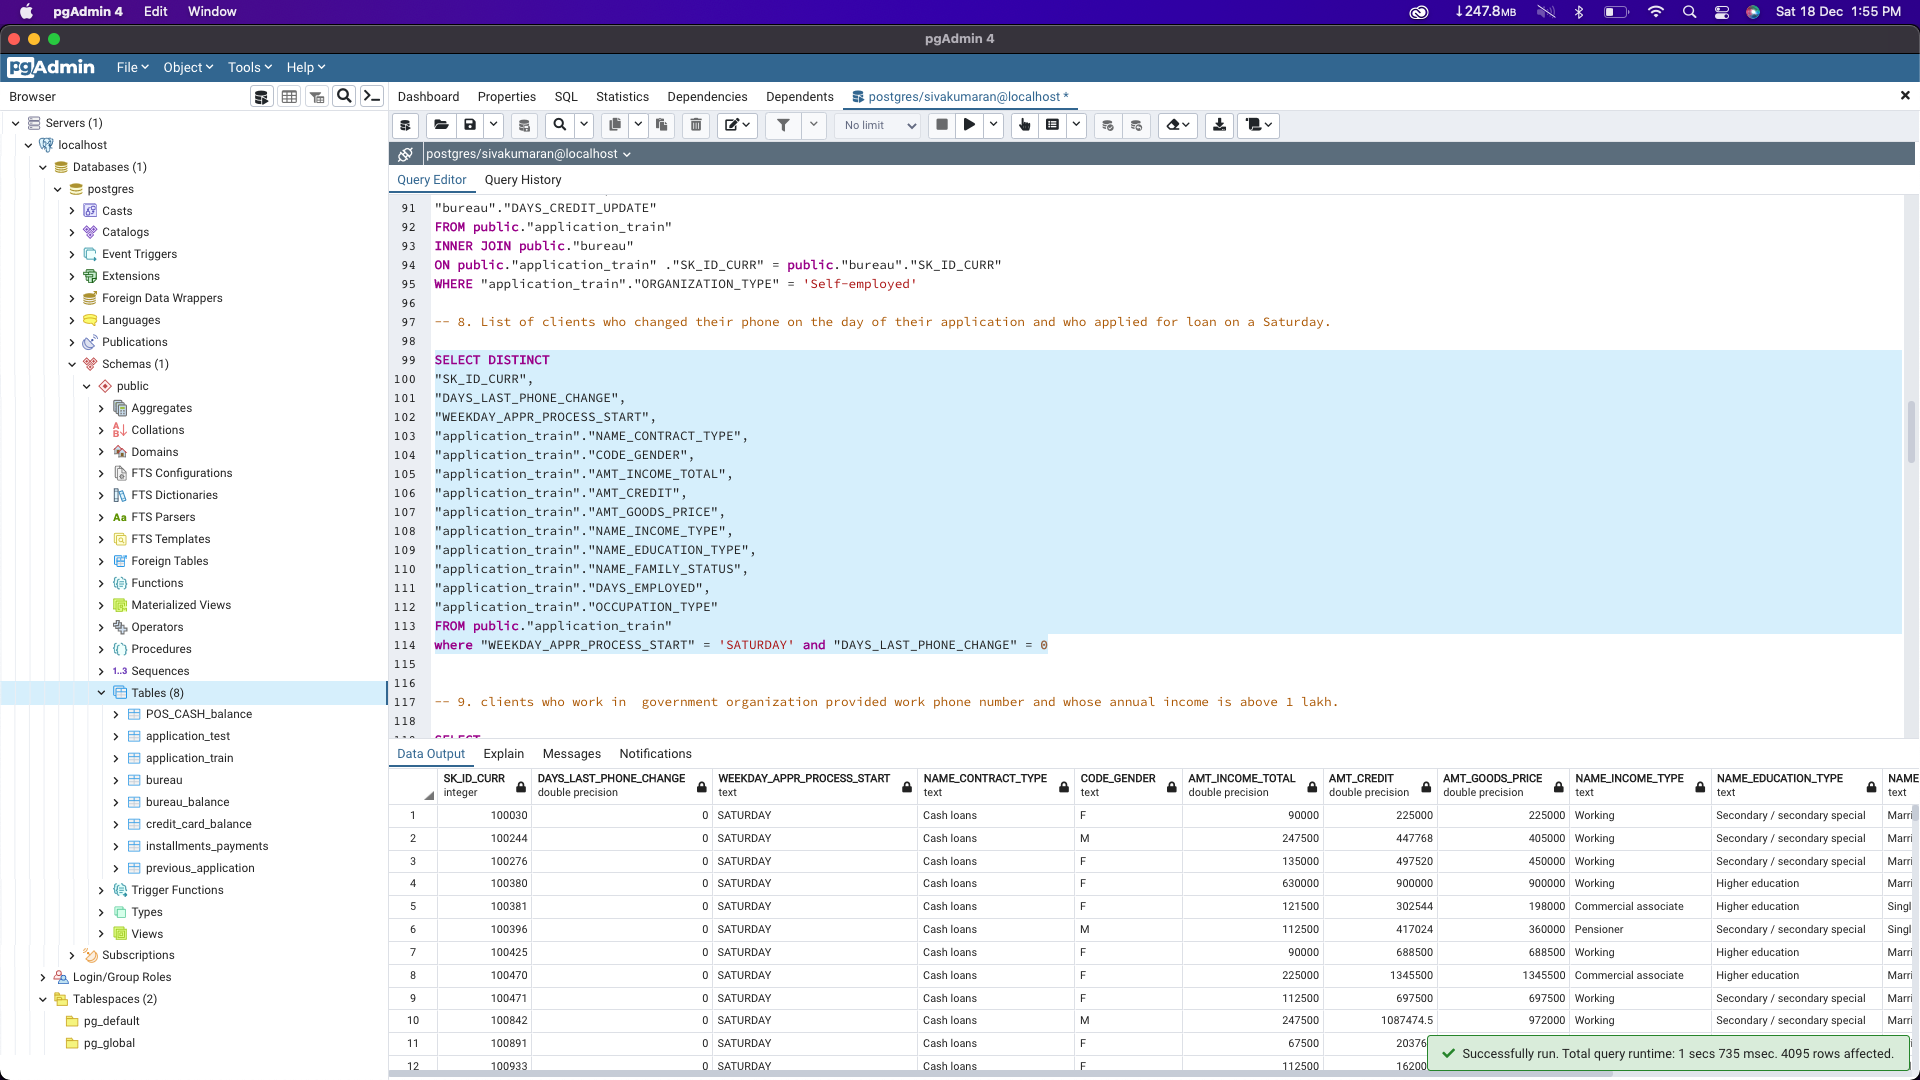 pgAdmin 4 Edit Window 247.8MB Sat 18 Dec 1:55 PM
pgAdmin 4
pgAdmin File Object Tools Help
Browser
Dashboard Properties SQL Statistics Dependencies Dependents postgres/sivakumaran@localhost *
No limit
postgres/sivakumaran@localhost
Query Editor Query History
Servers (1)
localhost
Databases (1)
postgres
Casts
Catalogs
Event Triggers
Extensions
Foreign Data Wrappers
Languages
Publications
Schemas (1)
public
Aggregates
Collations
Domains
FTS Configurations
FTS Dictionaries
Aa FTS Parsers
FTS Templates
Foreign Tables
Functions
Materialized Views
Operators
Procedures
1..3 Sequences
Tables (8)
POS_CASH_balance
application_test
application_train
bureau
bureau_balance
credit_card_balance
installments_payments
previous_application
Trigger Functions
Types
Views
Subscriptions
Login/Group Roles
Tablespaces (2)
pg_default
pg_global
91 "bureau"."DAYS_CREDIT_UPDATE"
92 FROM public."application_train"
93 INNER JOIN public."bureau"
94 ON public."application_train" ."SK_ID_CURR" = public."bureau"."SK_ID_CURR"
95 WHERE "application_train"."ORGANIZATION_TYPE" = 'Self-employed'
96
97 -- 8. List of clients who changed their phone on the day of their application and who applied for loan on a Saturday.
98
99 SELECT DISTINCT
100 "SK_ID_CURR",
101 "DAYS_LAST_PHONE_CHANGE",
102 "WEEKDAY_APPR_PROCESS_START",
103 "application_train"."NAME_CONTRACT_TYPE",
104 "application_train"."CODE_GENDER",
105 "application_train"."AMT_INCOME_TOTAL",
106 "application_train"."AMT_CREDIT",
107 "application_train"."AMT_GOODS_PRICE",
108 "application_train"."NAME_INCOME_TYPE",
109 "application_train"."NAME_EDUCATION_TYPE",
110 "application_train"."NAME_FAMILY_STATUS",
111 "application_train"."DAYS_EMPLOYED",
112 "application_train"."OCCUPATION_TYPE"
113 FROM public."application_train"
114 where "WEEKDAY_APPR_PROCESS_START" = 'SATURDAY' and "DAYS_LAST_PHONE_CHANGE" = 0
115
116
117 -- 9. clients who work in  government organization provided work phone number and whose annual income is above 1 lakh.
118
Data Output Explain Messages Notifications
SK_ID_CURR DAYS_LAST_PHONE_CHANGE WEEKDAY_APPR_PROCESS_START NAME_CONTRACT_TYPE CODE_GENDER AMT_INCOME_TOTAL AMT_CREDIT AMT_GOODS_PRICE NAME_INCOME_TYPE NAME_EDUCATION_TYPE NAME
integer double precision text text text double precision double precision double precision text text text
1 100030 0 SATURDAY Cash loans F 90000 225000 225000 Working Secondary / secondary special Marri
2 100244 0 SATURDAY Cash loans M 247500 447768 405000 Working Secondary / secondary special Marri
3 100276 0 SATURDAY Cash loans F 135000 497520 450000 Working Secondary / secondary special Marri
4 100380 0 SATURDAY Cash loans F 630000 900000 900000 Working Higher education Marri
5 100381 0 SATURDAY Cash loans F 121500 302544 198000 Commercial associate Higher education Singl
6 100396 0 SATURDAY Cash loans M 112500 417024 360000 Pensioner Secondary / secondary special Singl
7 100425 0 SATURDAY Cash loans F 90000 688500 688500 Working Higher education Marri
8 100470 0 SATURDAY Cash loans F 225000 1345500 1345500 Commercial associate Higher education Marri
9 100471 0 SATURDAY Cash loans F 112500 697500 697500 Working Secondary / secondary special Marri
10 100842 0 SATURDAY Cash loans M 247500 1087474.5 972000 Working Secondary / secondary special Marri
11 100891 0 SATURDAY Cash loans F 67500 20376
12 100933 0 SATURDAY Cash loans F 112500 16200
Successfully run. Total query runtime: 1 secs 735 msec. 4095 rows affected.